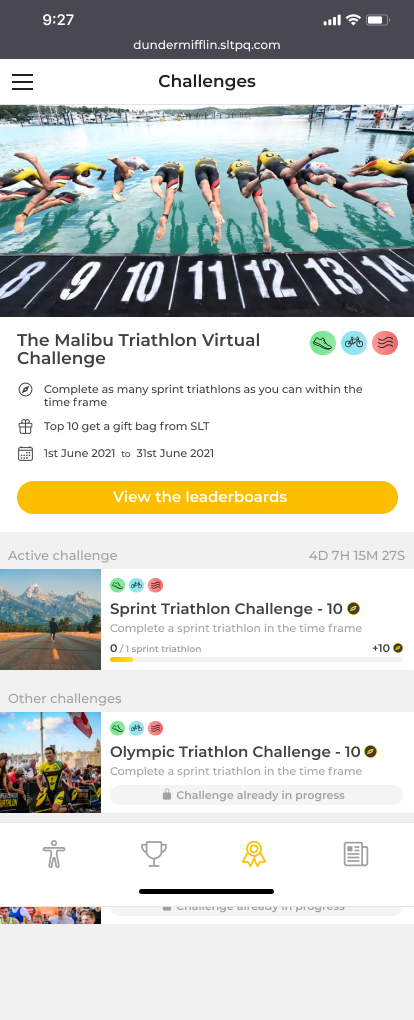 9:27
dundermifflin.sltpq.com
Challenges
8 9 10 11 12 13 14
The Malibu Triathlon Virtual
Challenge
Complete as many sprint triathlons as you can within the
time frame
Top 10 get a gift bag from SLT
1st June 2021 to 31st June 2021
View the leaderboards
Active challenge 4D 7H 15M 27S
Sprint Triathlon Challenge - 10
Complete a sprint triathlon in the time frame
0 / 1 sprint triathlon +10
Other challenges
Olympic Triathlon Challenge - 10
Complete a sprint triathlon in the time frame
Challenge already in progress
Challenge already in progress